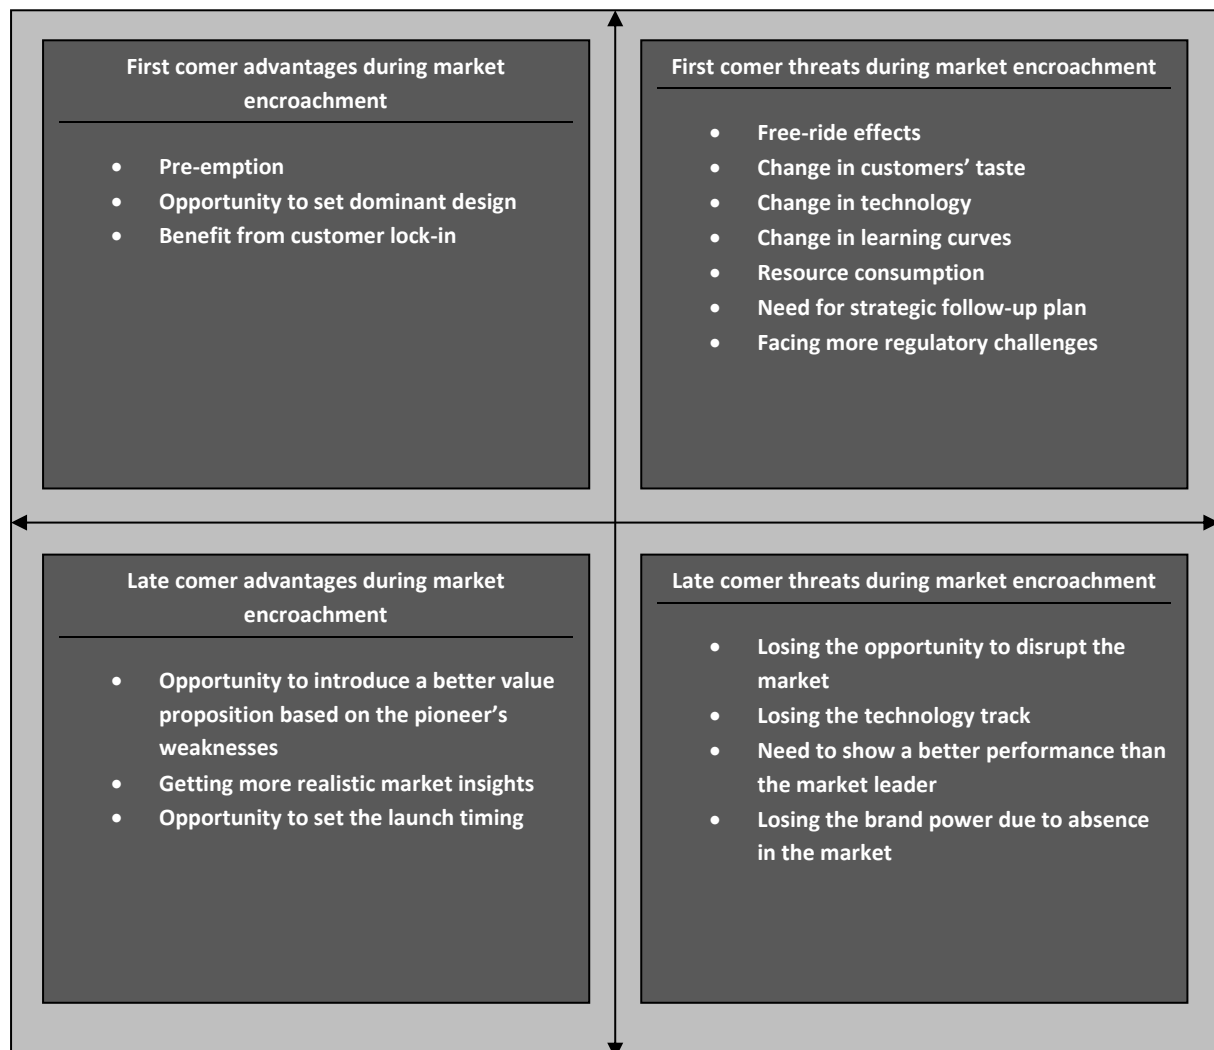 First comer advantages during market
encroachment
• Pre-emption
• Opportunity to set dominant design
• Benefit from customer lock-in
First comer threats during market encroachment
• Free-ride effects
• Change in customers’ taste
• Change in technology
• Change in learning curves
• Resource consumption
• Need for strategic follow-up plan
• Facing more regulatory challenges
Late comer advantages during market
encroachment
• Opportunity to introduce a better value
proposition based on the pioneer’s
weaknesses
• Getting more realistic market insights
• Opportunity to set the launch timing
Late comer threats during market encroachment
• Losing the opportunity to disrupt the
market
• Losing the technology track
• Need to show a better performance than
the market leader
• Losing the brand power due to absence
in the market